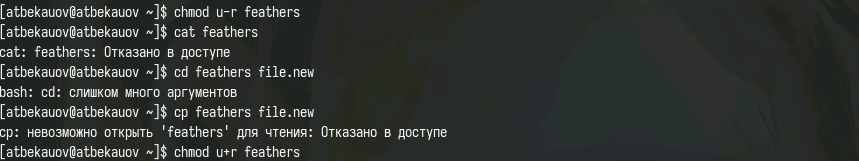 [atbekauov@atbekauov ~]$ chmod u-r feathers
[atbekauov@atbekauov ~]$ cat feathers
cat: feathers: Отказано в доступе
[atbekauov@atbekauov ~]$ cd feathers file.new
bash: cd: слишком много аргументов
[atbekauov@atbekauov ~]$ cp feathers file.new
cp: невозможно открыть 'feathers' для чтения: Отказано в доступе
[atbekauov@atbekauov ~]$ chmod u+r feathers